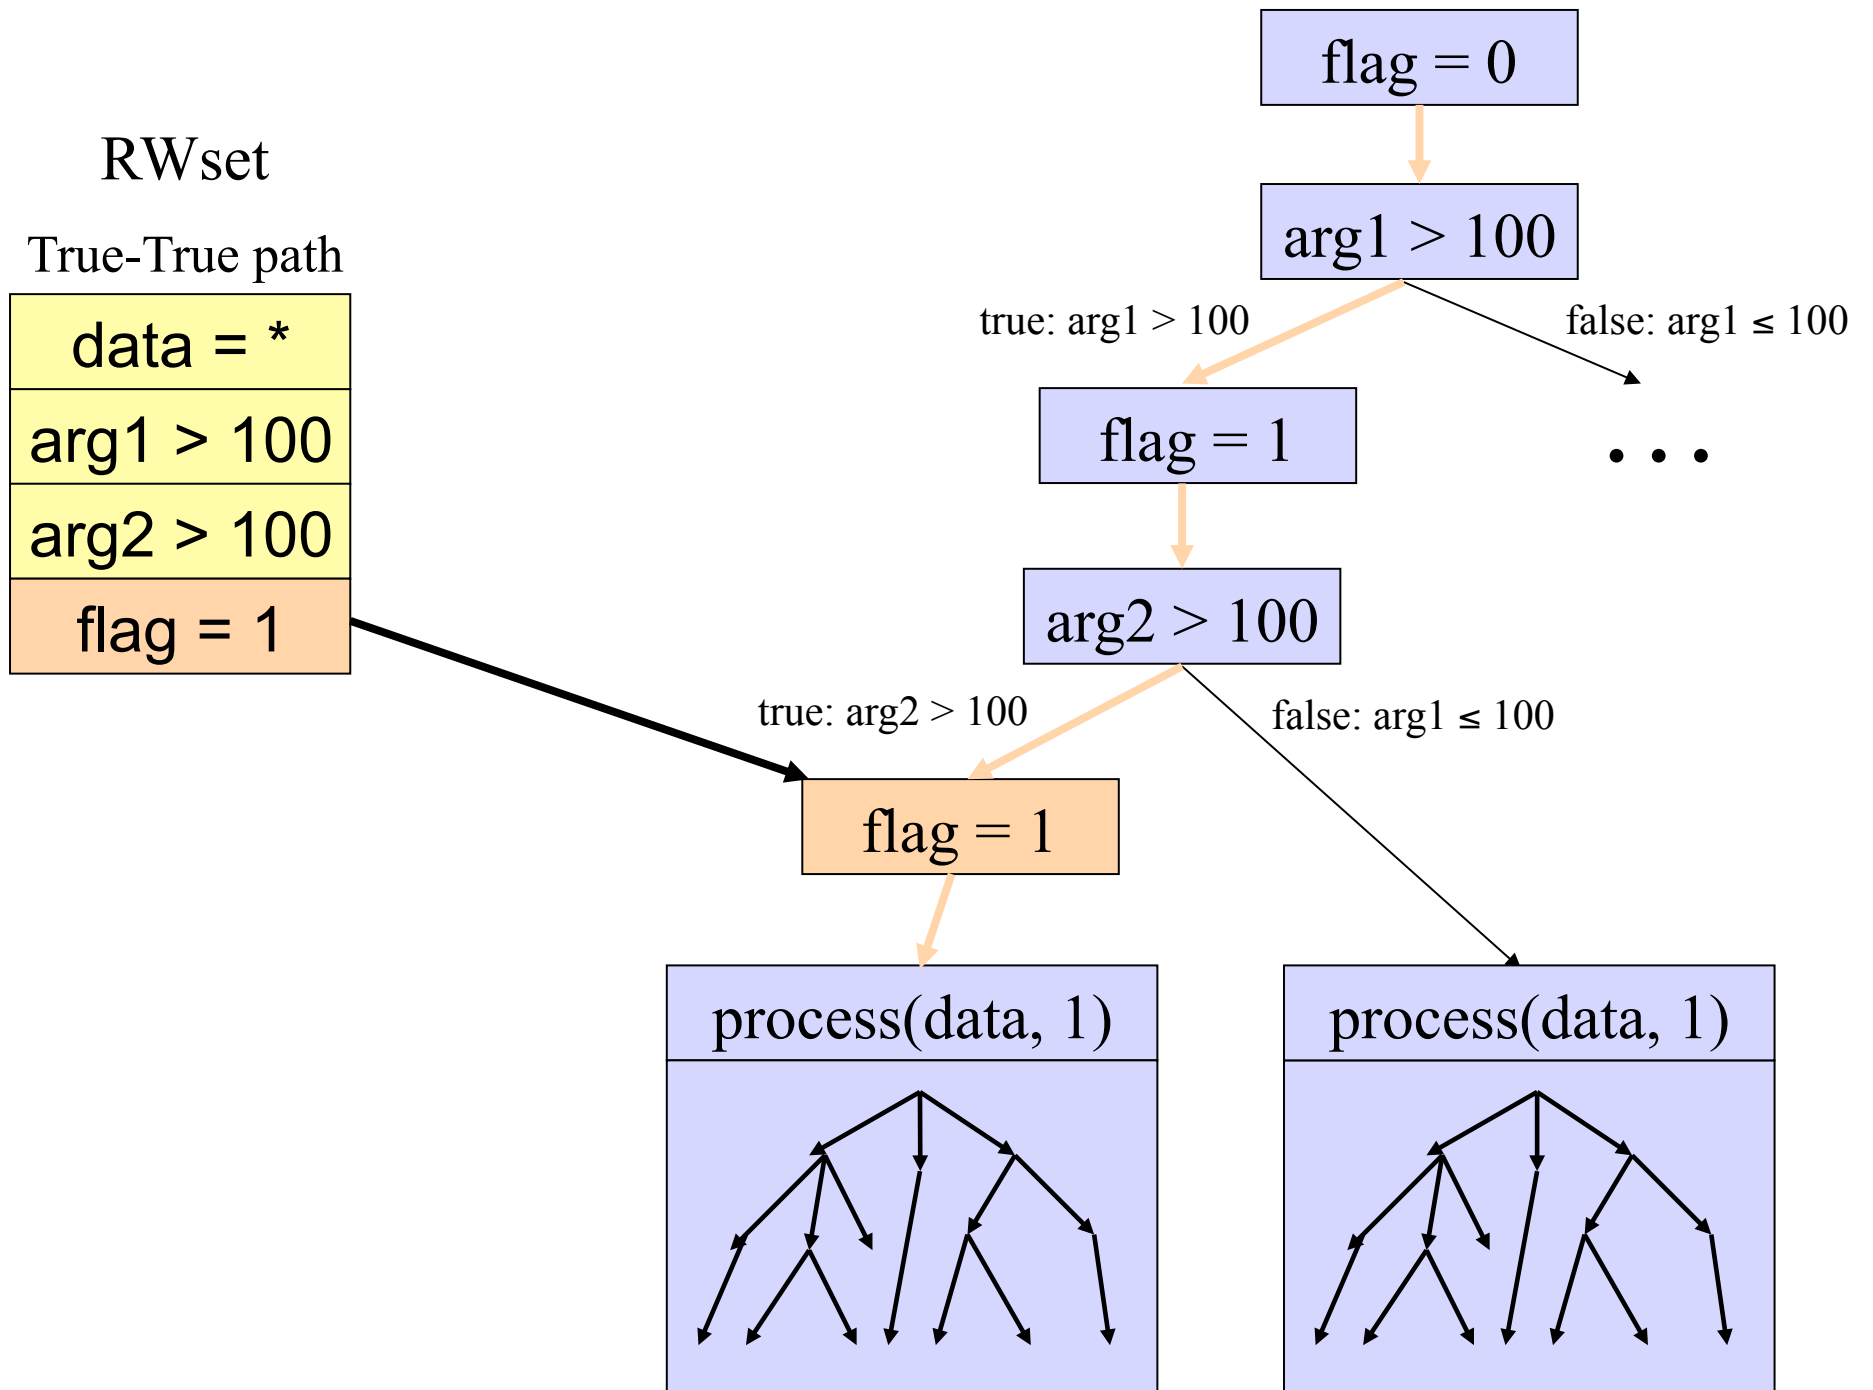 RWset
True-True path
data = *
arg1 > 100
arg2 > 100
flag = 1
flag = 0
arg1 > 100
true: arg1 > 100
false: arg1 ≤ 100
flag = 1
...
arg2 > 100
true: arg2 > 100
false: arg1 ≤ 100
flag = 1
process(data, 1)
process(data, 1)